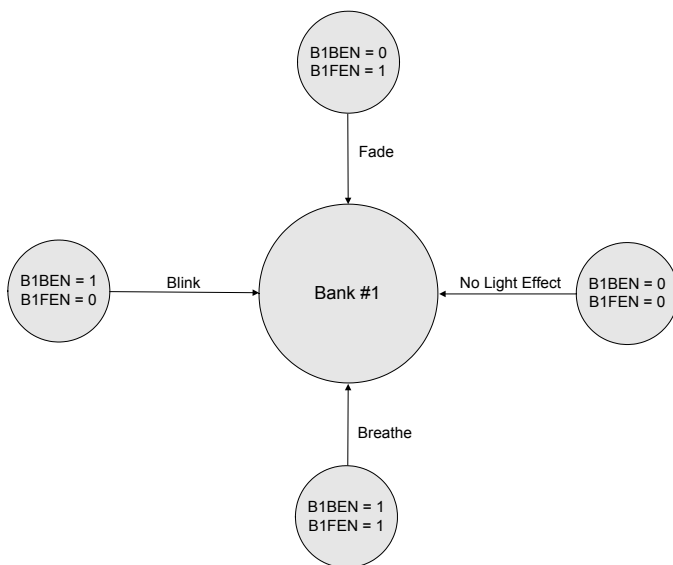 B1BEN = 0
B1FEN = 1
Fade
B1BEN = 1
B1FEN = 0
Blink
Bank #1
No Light Effect
B1BEN = 0
B1FEN = 0
Breathe
B1BEN = 1
B1FEN = 1